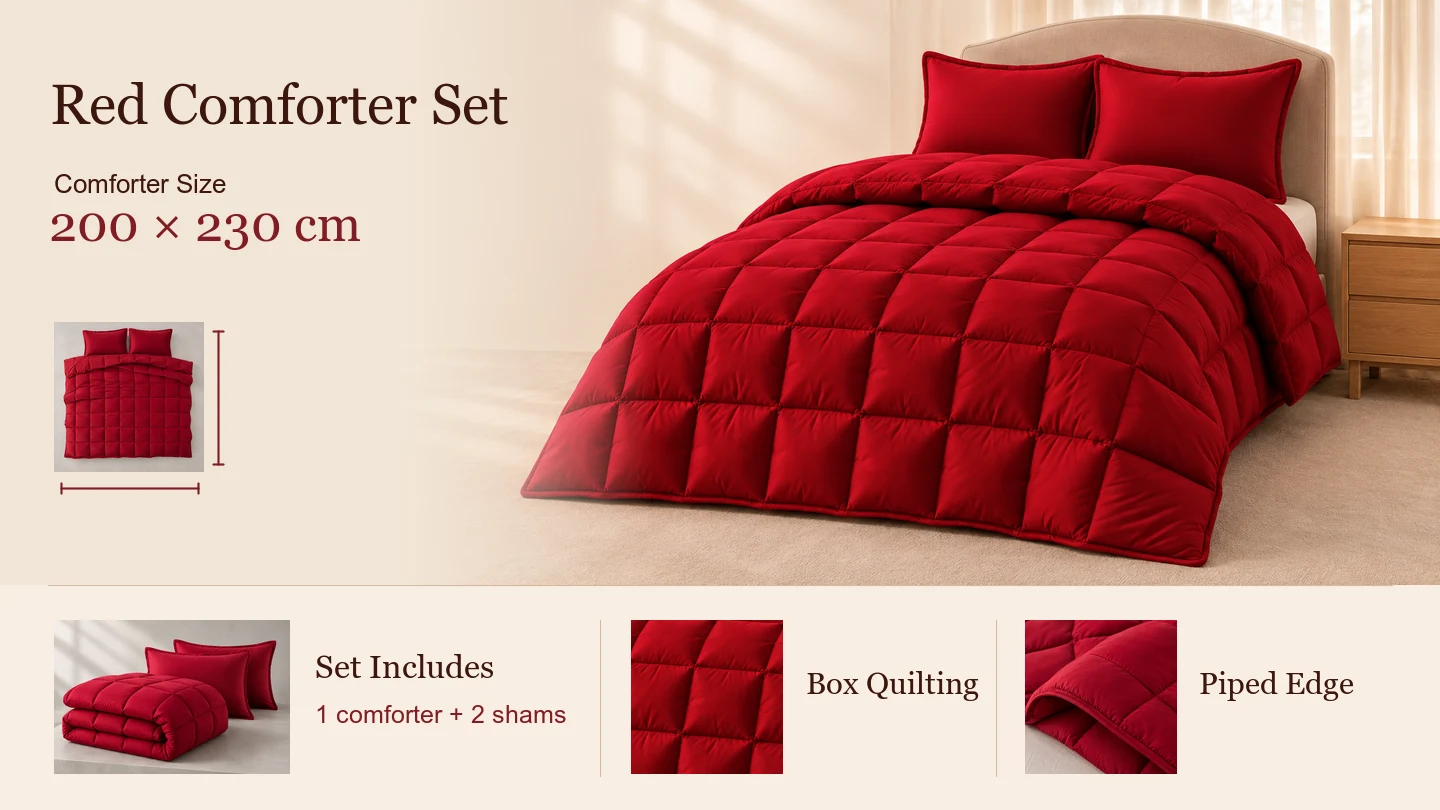 Red Comforter Set
Comforter Size
200 × 230 cm
Set Includes
1 comforter + 2 shams
Box Quilting
Piped Edge